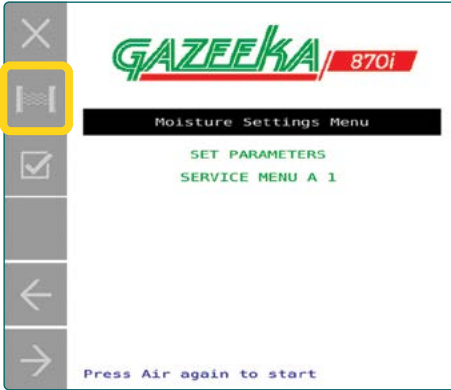 GAZEEKA 870i
Moisture Settings Menu
SET PARAMETERS
SERVICE MENU A 1
Press Air again to start